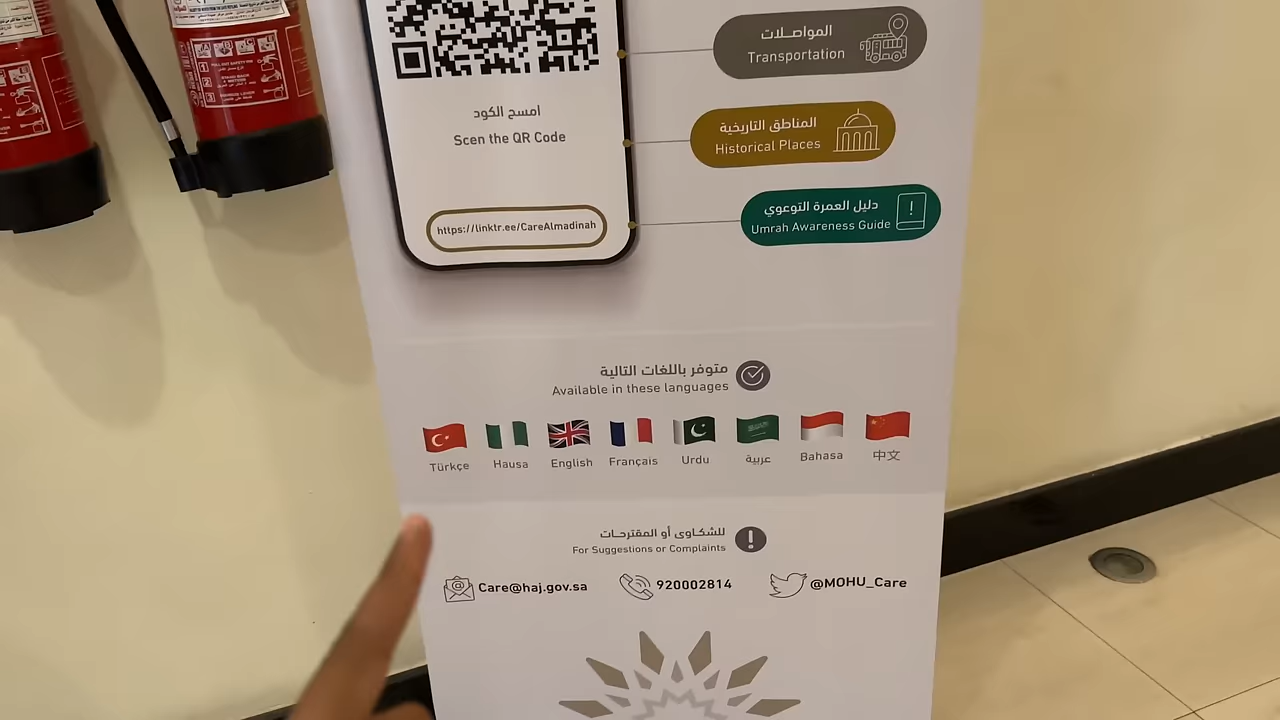 امسح الكود
Scen the QR Code
https://linktr.ee/CareAlmadinah
المواصـلات
Transportation
المناطق التاريخية
Historical Places
دليل العمرة التوعوي
Umrah Awareness Guide
متوفر باللغات التالية
Available in these languages
Türkçe Hausa English Français Urdu عربية Bahasa 中文
للشكاوى أو المقترحـات
For Suggestions or Complaints
Care@haj.gov.sa 920002814 @MOHU_Care